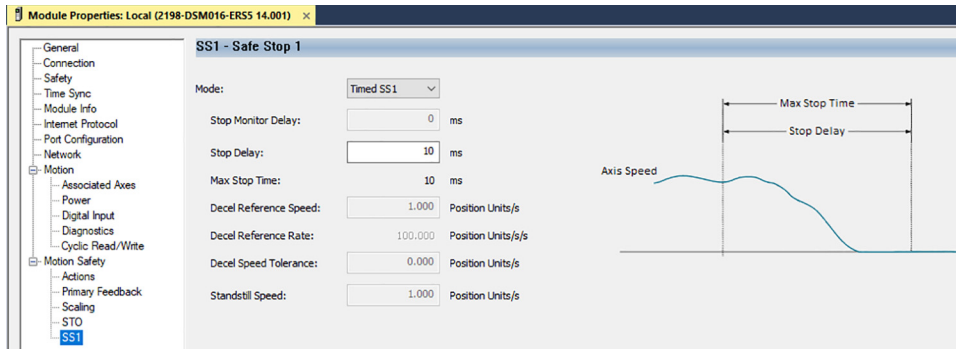 Module Properties: Local (2198-DSM016-ERS5 14.001) ×
General
Connection
Safety
Time Sync
Module Info
Internet Protocol
Port Configuration
Network
Motion
Associated Axes
Power
Digital Input
Diagnostics
Cyclic Read/Write
Motion Safety
Actions
Primary Feedback
Scaling
STO
SS1
SS1 - Safe Stop 1
Mode: Timed SS1
Stop Monitor Delay: 0 ms
Stop Delay: 10 ms
Max Stop Time: 10 ms
Decel Reference Speed: 1.000 Position Units/s
Decel Reference Rate: 100.000 Position Units/s/s
Decel Speed Tolerance: 0.000 Position Units/s
Standstill Speed: 1.000 Position Units/s
Max Stop Time
Stop Delay
Axis Speed